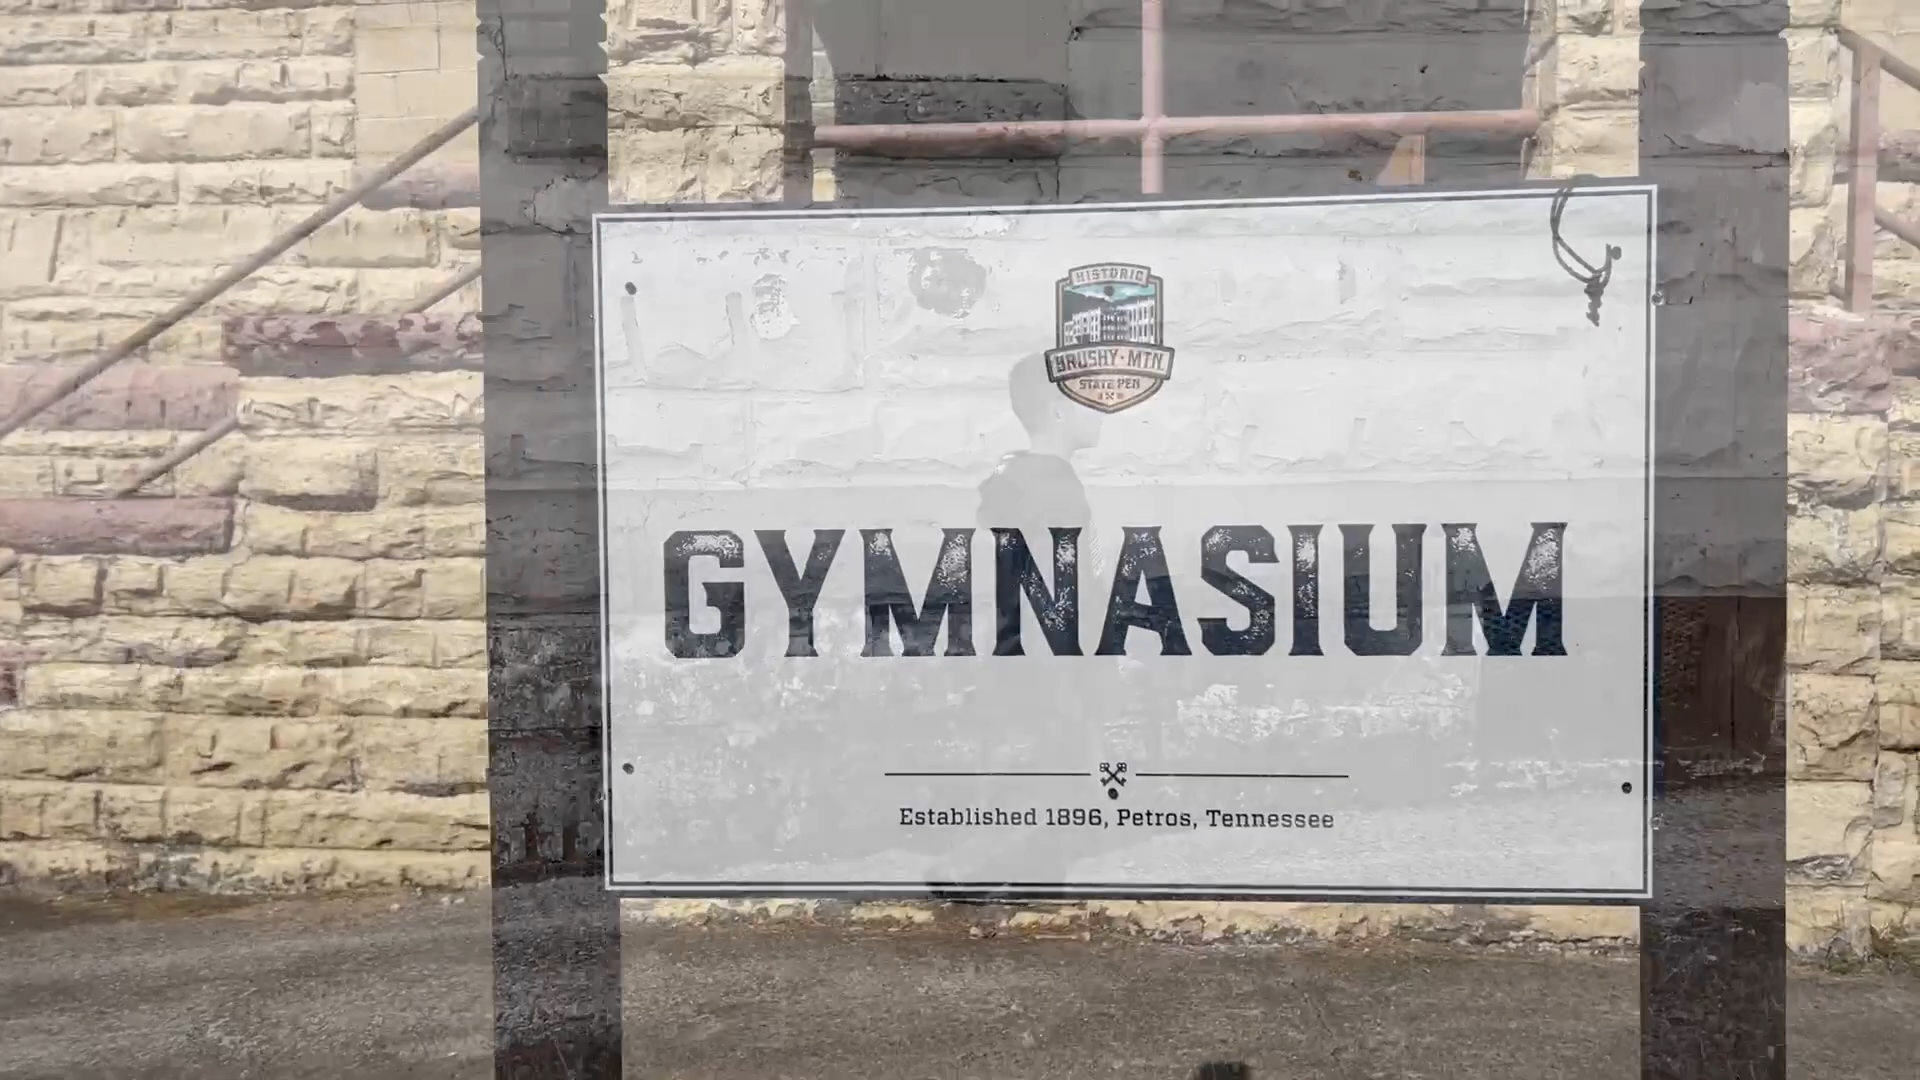 HISTORIC
BRUSHY • MTN.
STATE PEN
GYMNASIUM
Established 1896, Petros, Tennessee